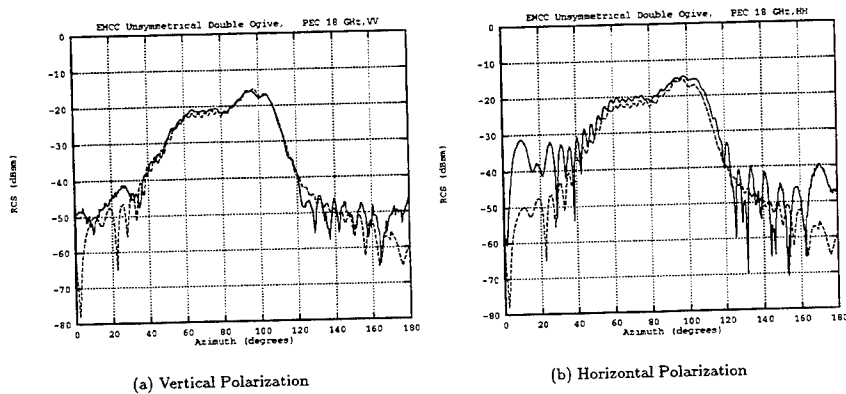 EMCC Unsymmetrical Double Ogive, PEC 18 GHz,VV
0
-10
-20
-30
-40
-50
-60
-70
-80
RCS (dBsm)
0 20 40 60 80 100 120 140 160 180
Azimuth (degrees)
(a) Vertical Polarization
EMCC Unsymmetrical Double Ogive, PEC 18 GHz,HH
0
-10
-20
-30
-40
-50
-60
-70
-80
RCS (dBsm)
0 20 40 60 80 100 120 140 160 180
Azimuth (degrees)
(b) Horizontal Polarization